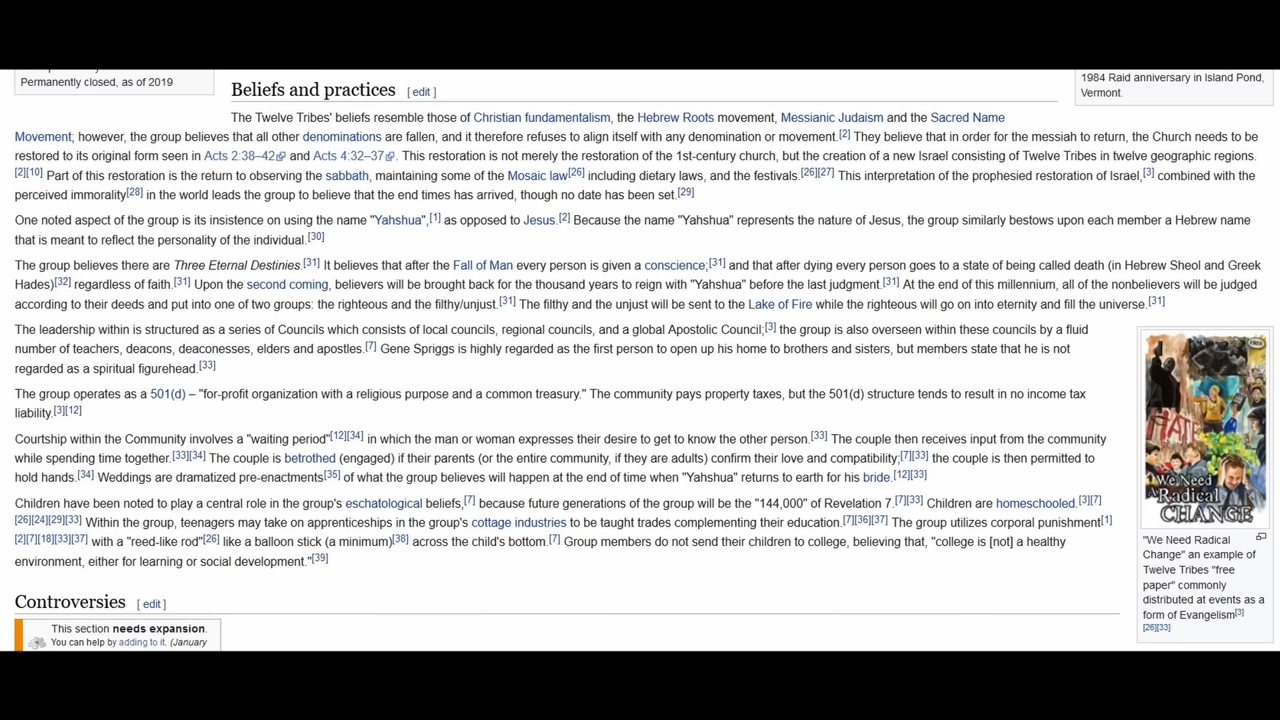 Permanently closed, as of 2019
1984 Raid anniversary in Island Pond,
Vermont.
Beliefs and practices [ edit ]
The Twelve Tribes' beliefs resemble those of Christian fundamentalism, the Hebrew Roots movement, Messianic Judaism and the Sacred Name
Movement; however, the group believes that all other denominations are fallen, and it therefore refuses to align itself with any denomination or movement.[2] They believe that in order for the messiah to return, the Church needs to be
restored to its original form seen in Acts 2:38–42 and Acts 4:32–37. This restoration is not merely the restoration of the 1st-century church, but the creation of a new Israel consisting of Twelve Tribes in twelve geographic regions.
[2][10] Part of this restoration is the return to observing the sabbath, maintaining some of the Mosaic law[26] including dietary laws, and the festivals.[26][27] This interpretation of the prophesied restoration of Israel,[3] combined with the
perceived immorality[28] in the world leads the group to believe that the end times has arrived, though no date has been set.[29]
One noted aspect of the group is its insistence on using the name "Yahshua",[1] as opposed to Jesus.[2] Because the name "Yahshua" represents the nature of Jesus, the group similarly bestows upon each member a Hebrew name
that is meant to reflect the personality of the individual.[30]
The group believes there are Three Eternal Destinies.[31] It believes that after the Fall of Man every person is given a conscience;[31] and that after dying every person goes to a state of being called death (in Hebrew Sheol and Greek
Hades)[32] regardless of faith.[31] Upon the second coming, believers will be brought back for the thousand years to reign with "Yahshua" before the last judgment.[31] At the end of this millennium, all of the nonbelievers will be judged
according to their deeds and put into one of two groups: the righteous and the filthy/unjust.[31] The filthy and the unjust will be sent to the Lake of Fire while the righteous will go on into eternity and fill the universe.[31]
The leadership within is structured as a series of Councils which consists of local councils, regional councils, and a global Apostolic Council;[3] the group is also overseen within these councils by a fluid
number of teachers, deacons, deaconesses, elders and apostles.[7] Gene Spriggs is highly regarded as the first person to open up his home to brothers and sisters, but members state that he is not
regarded as a spiritual figurehead.[33]
The group operates as a 501(d) – "for-profit organization with a religious purpose and a common treasury." The community pays property taxes, but the 501(d) structure tends to result in no income tax
liability.[3][12]
Courtship within the Community involves a "waiting period"[12][34] in which the man or woman expresses their desire to get to know the other person.[33] The couple then receives input from the community
while spending time together.[33][34] The couple is betrothed (engaged) if their parents (or the entire community, if they are adults) confirm their love and compatibility;[7][33] the couple is then permitted to
hold hands.[34] Weddings are dramatized pre-enactments[35] of what the group believes will happen at the end of time when "Yahshua" returns to earth for his bride.[12][33]
Children have been noted to play a central role in the group's eschatological beliefs,[7] because future generations of the group will be the "144,000" of Revelation 7.[7][33] Children are homeschooled.[3][7]
[26][24][29][33] Within the group, teenagers may take on apprenticeships in the group's cottage industries to be taught trades complementing their education.[7][36][37] The group utilizes corporal punishment[1]
[2][7][18][33][37] with a "reed-like rod"[26] like a balloon stick (a minimum)[38] across the child's bottom.[7] Group members do not send their children to college, believing that, "college is [not] a healthy
environment, either for learning or social development."[39]
FREE
HATE
We Need
A Radical
CHANGE
"We Need Radical
Change" an example of
Twelve Tribes "free
paper" commonly
distributed at events as a
form of Evangelism[3]
[26][33]
Controversies [ edit ]
This section needs expansion.
You can help by adding to it. (January